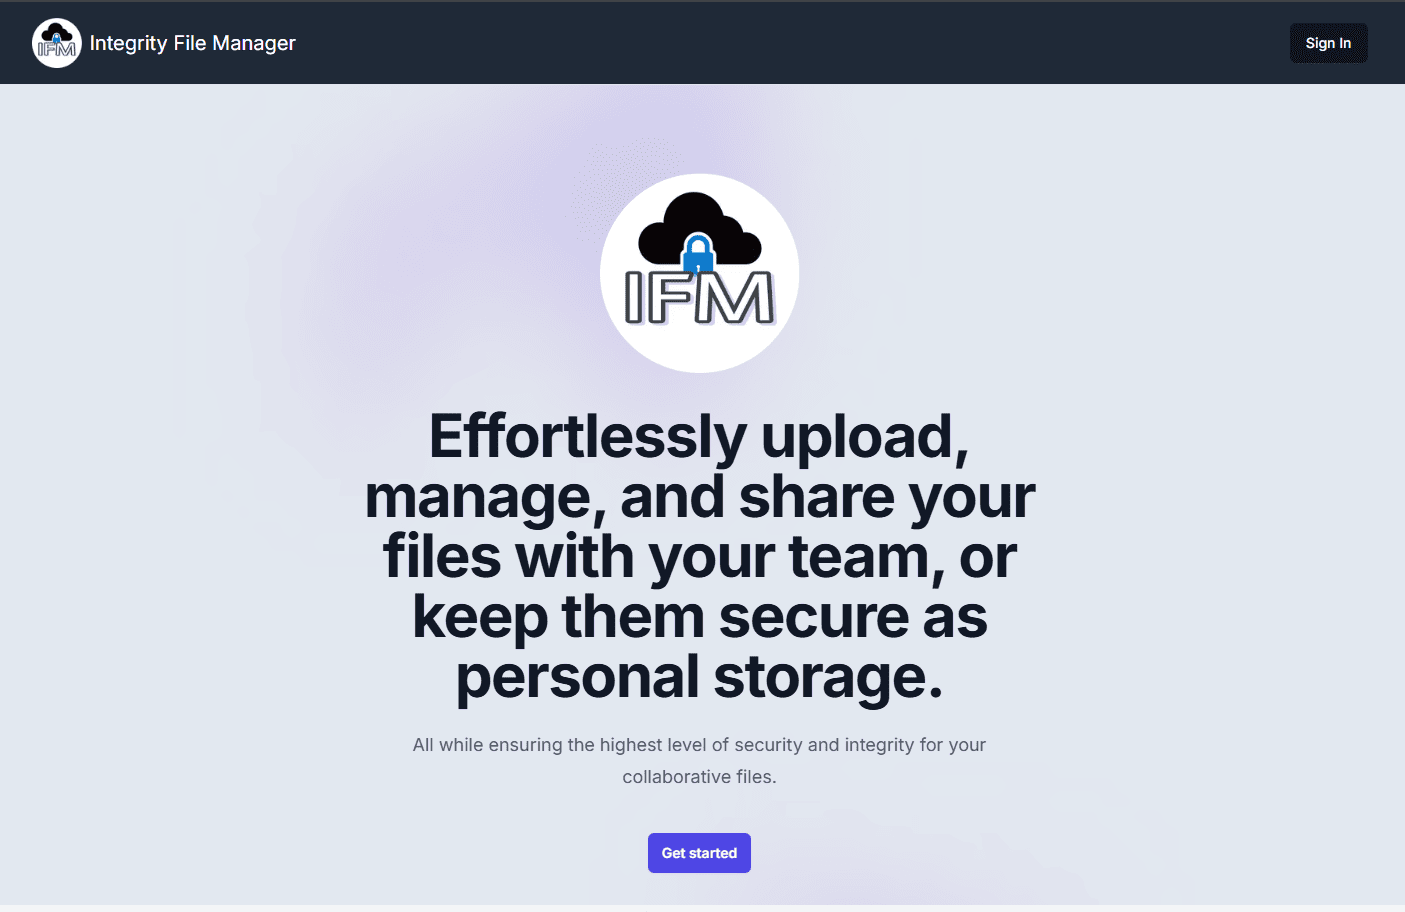 IFM
Integrity File Manager
Sign In
IFM
Effortlessly upload,
manage, and share your
files with your team, or
keep them secure as
personal storage.
All while ensuring the highest level of security and integrity for your
collaborative files.
Get started